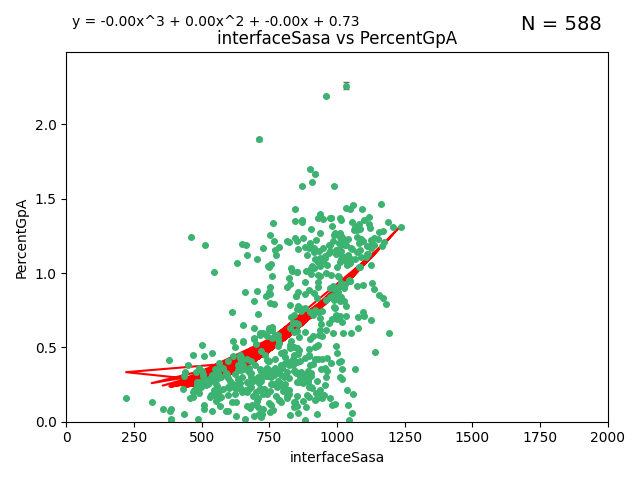 y = -0.00x^3 + 0.00x^2 + -0.00x + 0.73
N = 588
interfaceSasa vs PercentGpA
PercentGpA
2.0
1.5
1.0
0.5
0.0
0 250 500 750 1000 1250 1500 1750 2000
interfaceSasa